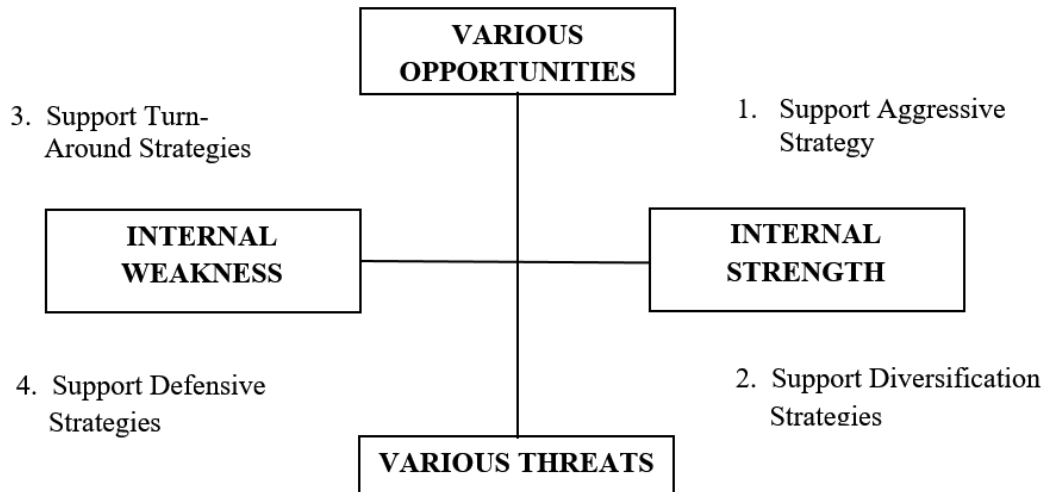 VARIOUS
OPPORTUNITIES
3. Support Turn-
Around Strategies
1. Support Aggressive
Strategy
INTERNAL
WEAKNESS
INTERNAL
STRENGTH
4. Support Defensive
Strategies
2. Support Diversification
Strategies
VARIOUS THREATS